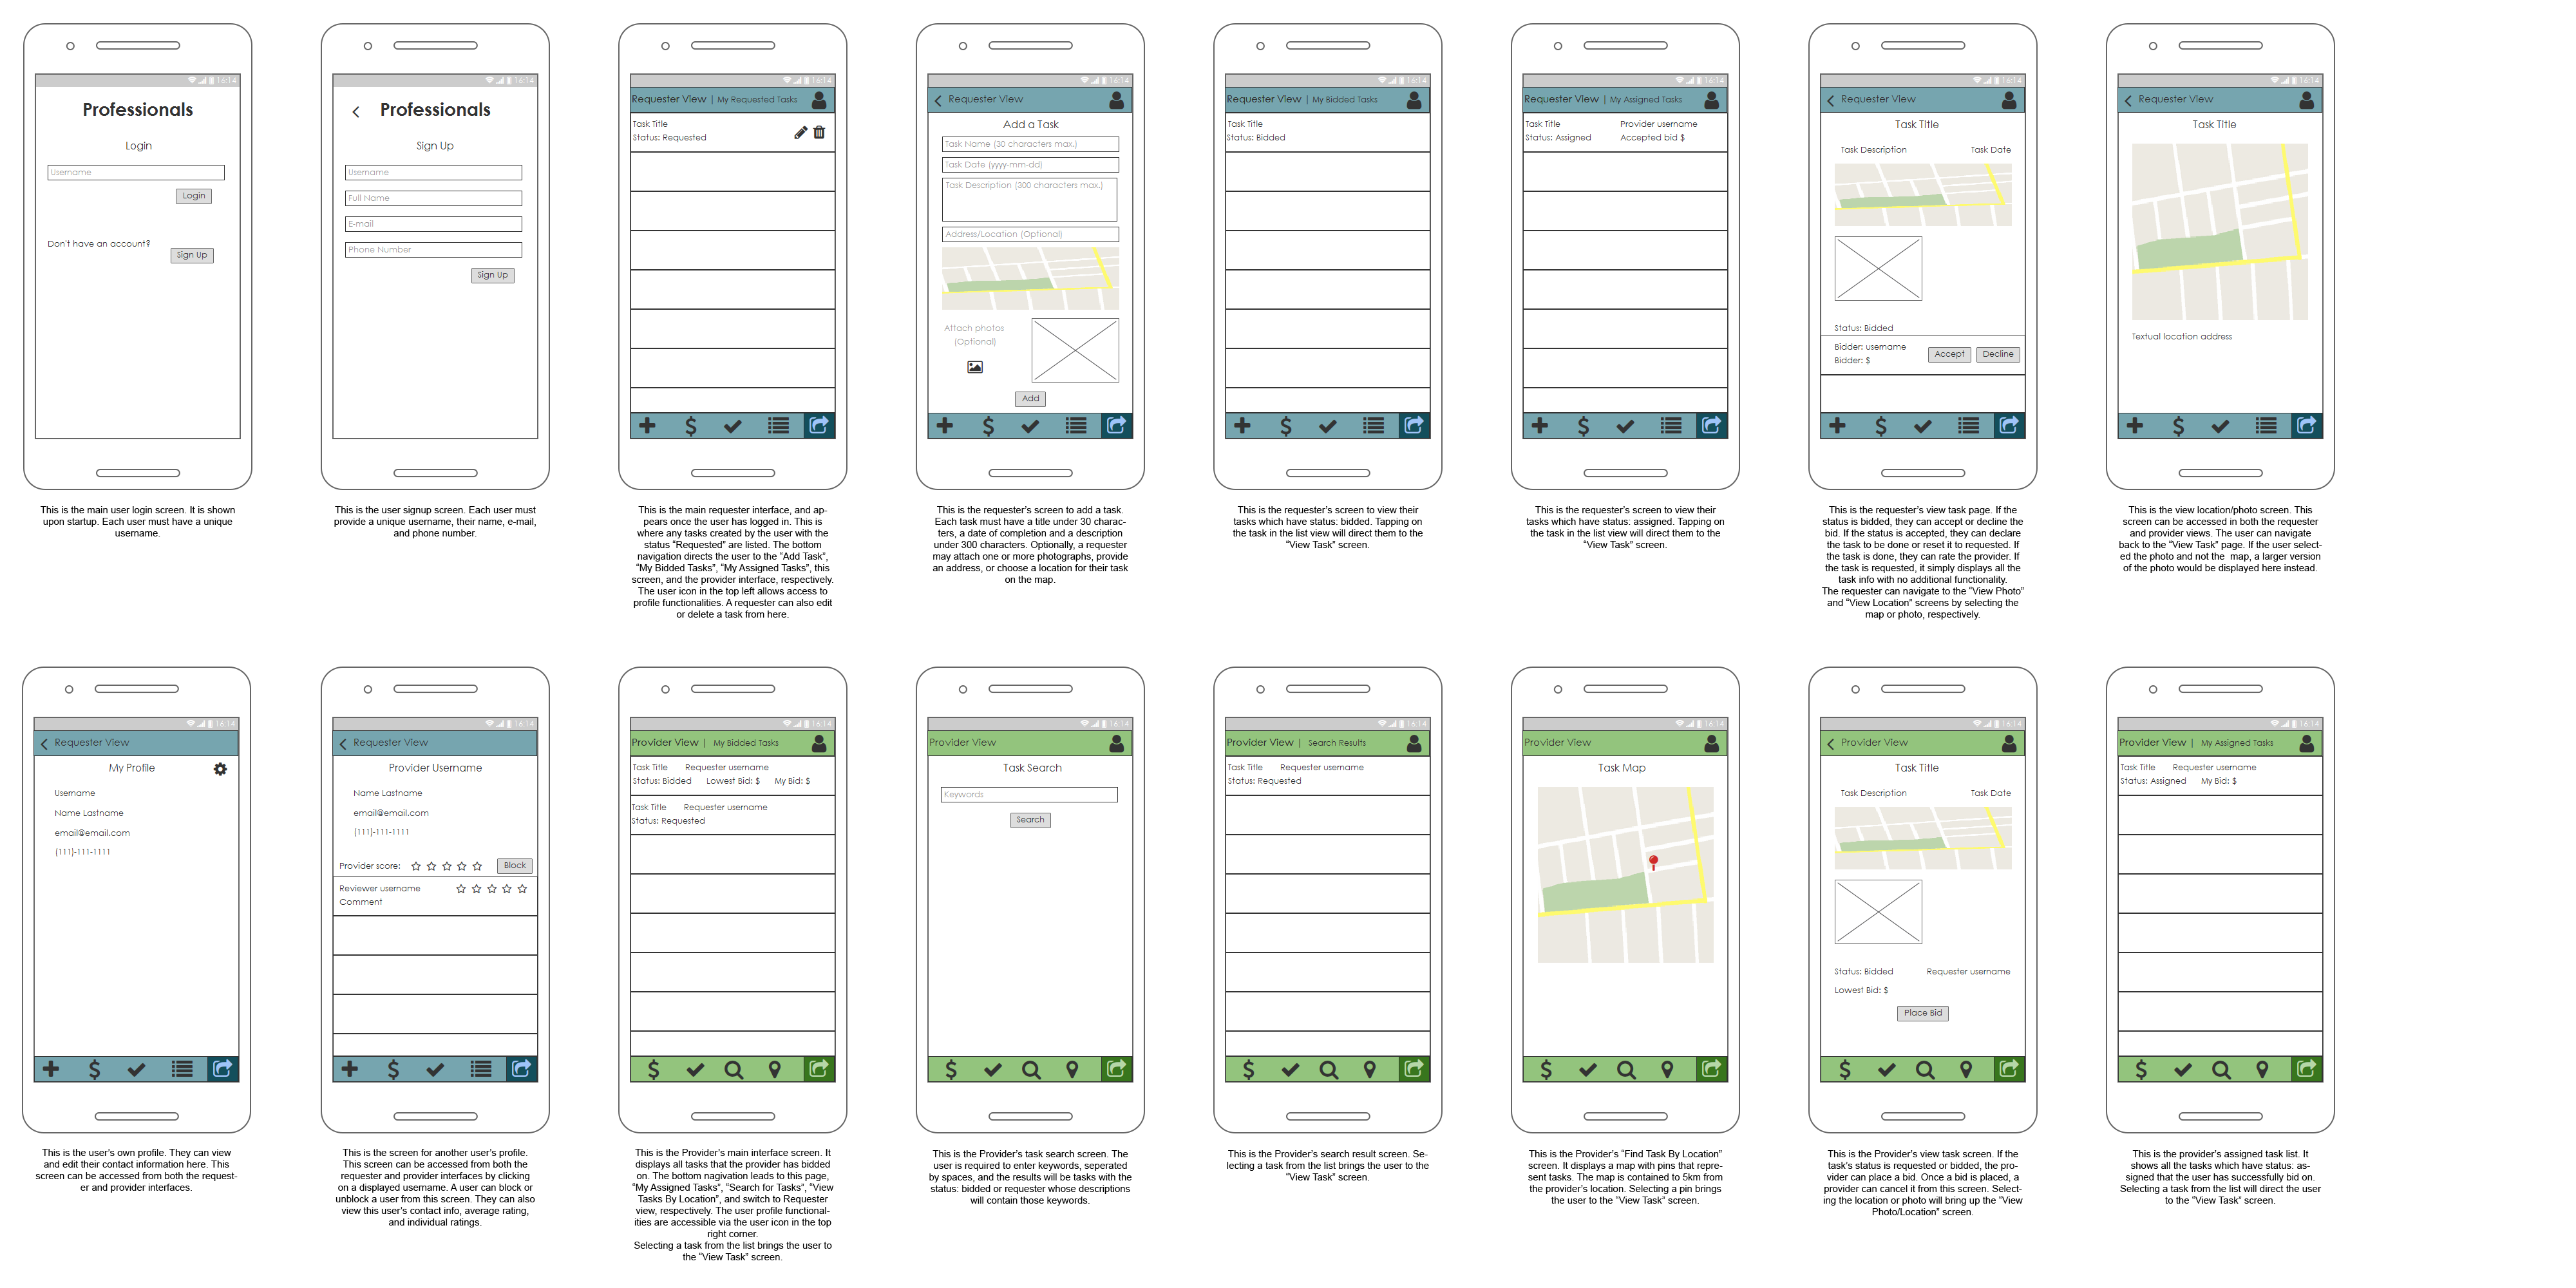 16:14
Professionals
Login
Username
Login
Don't have an account?
Sign Up
This is the main user login screen. It is shown
upon startup. Each user must have a unique
username.
16:14
Professionals
Sign Up
Username
Full Name
E-mail
Phone Number
Sign Up
This is the user signup screen. Each user must
provide a unique username, their name, e-mail,
and phone number.
16:14
Requester View | My Requested Tasks
Task Title
Status: Requested
This is the main requester interface, and ap-
pears once the user has logged in. This is
where any tasks created by the user with the
status “Requested” are listed. The bottom
navigation directs the user to the “Add Task”,
“My Bidded Tasks”, “My Assigned Tasks”, this
screen, and the provider interface, respectively.
The user icon in the top left allows access to
profile functionalities. A requester can also edit
or delete a task from here.
16:14
Requester View
Add a Task
Task Name (30 characters max.)
Task Date (yyyy-mm-dd)
Task Description (300 characters max.)
Address/Location (Optional)
Attach photos
(Optional)
Add
This is the requester’s screen to add a task.
Each task must have a title under 30 charac-
ters, a date of completion and a description
under 300 characters. Optionally, a requester
may attach one or more photographs, provide
an address, or choose a location for their task
on the map.
16:14
Requester View | My Bidded Tasks
Task Title
Status: Bidded
This is the requester’s screen to view their
tasks which have status: bidded. Tapping on
the task in the list view will direct them to the
“View Task” screen.
16:14
Requester View | My Assigned Tasks
Task Title Provider username
Status: Assigned Accepted bid $
This is the requester’s screen to view their
tasks which have status: assigned. Tapping on
the task in the list view will direct them to the
“View Task” screen.
16:14
Requester View
Task Title
Task Description Task Date
Status: Bidded
Bidder: username
Bidder: $
Accept Decline
This is the requester’s view task page. If the
status is bidded, they can accept or decline the
bid. If the status is accepted, they can declare
the task to be done or reset it to requested. If
the task is done, they can rate the provider. If
the task is requested, it simply displays all the
task info with no additional functionality.
The requester can navigate to the “View Photo”
and “View Location” screens by selecting the
map or photo, respectively.
16:14
Requester View
Task Title
Textual location address
This is the view location/photo screen. This
screen can be accessed in both the requester
and provider views. The user can navigate
back to the “View Task” page. If the user select-
ed the photo and not the map, a larger version
of the photo would be displayed here instead.
16:14
Requester View
My Profile
Username
Name Lastname
email@email.com
(111)-111-1111
This is the user’s own profile. They can view
and edit their contact information here. This
screen can be accessed from both the request-
er and provider interfaces.
16:14
Requester View
Provider Username
Name Lastname
email@email.com
(111)-111-1111
Provider score:
Block
Reviewer username
Comment
This is the screen for another user’s profile.
This screen can be accessed from both the
requester and provider interfaces by clicking
on a displayed username. A user can block or
unblock a user from this screen. They can also
view this user’s contact info, average rating,
and individual ratings.
16:14
Provider View | My Bidded Tasks
Task Title Requester username
Status: Bidded Lowest Bid: $ My Bid: $
Task Title Requester username
Status: Requested
This is the Provider’s main interface screen. It
displays all tasks that the provider has bidded
on. The bottom nagivation leads to this page,
“My Assigned Tasks”, “Search for Tasks”, “View
Tasks By Location”, and switch to Requester
view, respectively. The user profile functional-
ities are accessible via the user icon in the top
right corner.
Selecting a task from the list brings the user to
the “View Task” screen.
16:14
Provider View
Task Search
Keywords
Search
This is the Provider’s task search screen. The
user is required to enter keywords, seperated
by spaces, and the results will be tasks with the
status: bidded or requester whose descriptions
will contain those keywords.
16:14
Provider View | Search Results
Task Title Requester username
Status: Requested
This is the Provider’s search result screen. Se-
lecting a task from the list brings the user to the
“View Task” screen.
16:14
Provider View
Task Map
This is the Provider’s “Find Task By Location”
screen. It displays a map with pins that repre-
sent tasks. The map is contained to 5km from
the provider’s location. Selecting a pin brings
the user to the “View Task” screen.
16:14
Provider View
Task Title
Task Description Task Date
Status: Bidded Requester username
Lowest Bid: $
Place Bid
This is the Provider’s view task screen. If the
task’s status is requested or bidded, the pro-
vider can place a bid. Once a bid is placed, a
provider can cancel it from this screen. Select-
ing the location or photo will bring up the “View
Photo/Location” screen.
16:14
Provider View | My Assigned Tasks
Task Title Requester username
Status: Assigned My Bid: $
This is the provider’s assigned task list. It
shows all the tasks which have status: as-
signed that the user has successfully bid on.
Selecting a task from the list will direct the user
to the “View Task” screen.